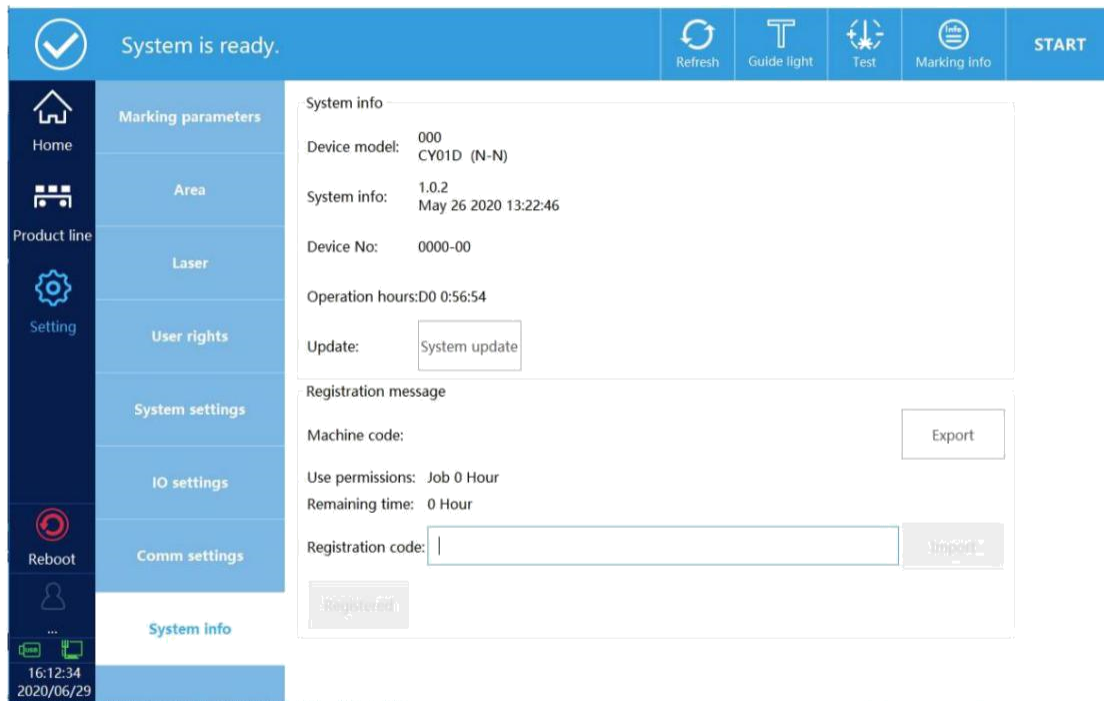 System is ready.
Refresh
Guide light
Test
Info
Marking info
START
Home
Product line
Setting
Reboot
...
USB
16:12:34
2020/06/29
Marking parameters
Area
Laser
User rights
System settings
IO settings
Comm settings
System info
System info
Device model: 000
CY01D (N-N)
System info: 1.0.2
May 26 2020 13:22:46
Device No: 0000-00
Operation hours:D0 0:56:54
Update: System update
Registration message
Machine code:
Export
Use permissions: Job 0 Hour
Remaining time: 0 Hour
Registration code:
Import
Registered